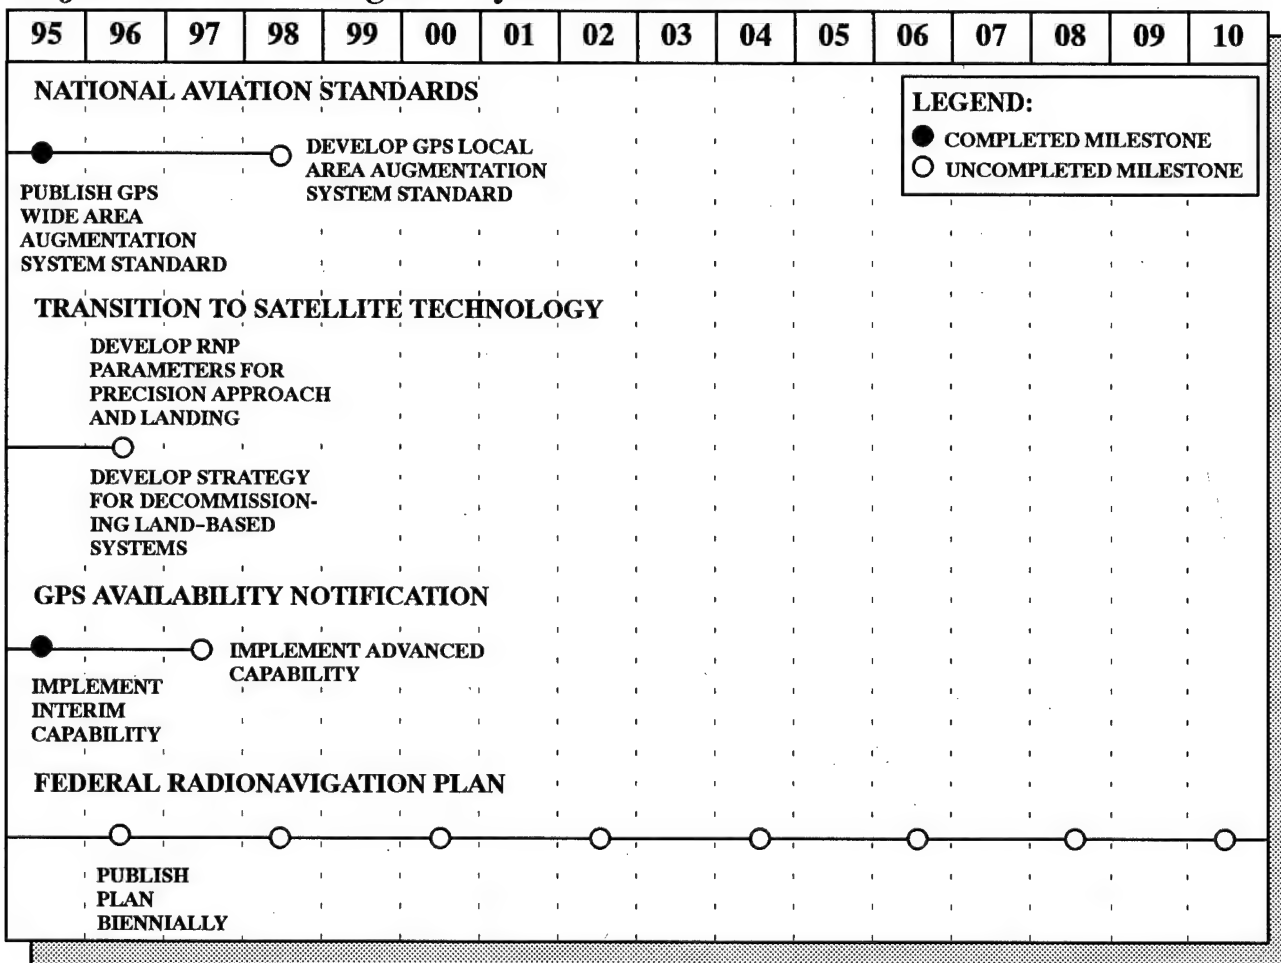 95 96 97 98 99 00 01 02 03 04 05 06 07 08 09 10
NATIONAL AVIATION STANDARDS
LEGEND:
COMPLETED MILESTONE
UNCOMPLETED MILESTONE
DEVELOP GPS LOCAL
AREA AUGMENTATION
SYSTEM STANDARD
PUBLISH GPS
WIDE AREA
AUGMENTATION
SYSTEM STANDARD
TRANSITION TO SATELLITE TECHNOLOGY
DEVELOP RNP
PARAMETERS FOR
PRECISION APPROACH
AND LANDING
DEVELOP STRATEGY
FOR DECOMMISSION-
ING LAND-BASED
SYSTEMS
GPS AVAILABILITY NOTIFICATION
IMPLEMENT ADVANCED
CAPABILITY
IMPLEMENT
INTERIM
CAPABILITY
FEDERAL RADIONAVIGATION PLAN
PUBLISH
PLAN
BIENNIALLY